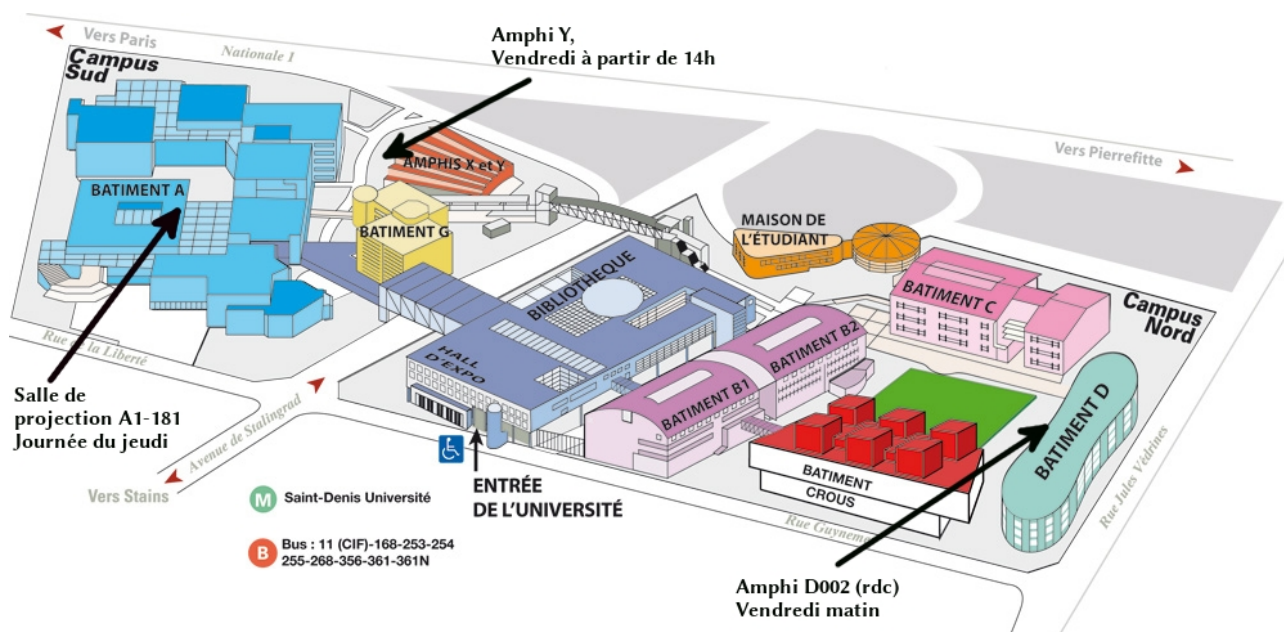 Vers Paris
Nationale 1
Campus
Sud
Amphi Y,
Vendredi à partir de 14h
Vers Pierrefitte
AMPHIS X et Y
BATIMENT A
BATIMENT G
MAISON DE
L'ÉTUDIANT
BIBLIOTHEQUE
BATIMENT C
Campus
Nord
HALL
D'EXPO
BATIMENT B2
BATIMENT B1
BATIMENT D
Rue de la Liberté
Salle de
projection A1-181
Journée du jeudi
Avenue de Stalingrad
Vers Stains
BATIMENT
CROUS
ENTRÉE
DE L'UNIVERSITÉ
Rue Guyneme
Rue Jules Védrines
M Saint-Denis Université
B Bus : 11 (CIF)-168-253-254
255-268-356-361-361N
Amphi D002 (rdc)
Vendredi matin